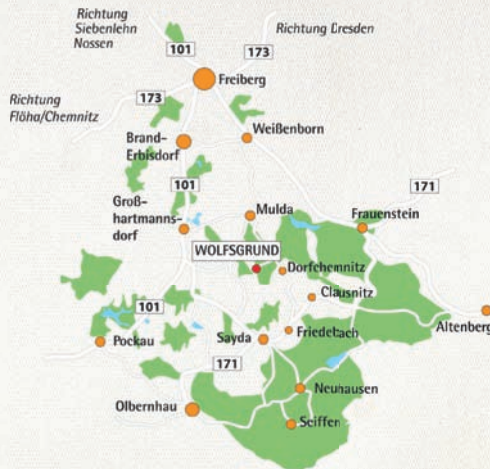 Richtung
Siebenlehn
Nossen
101
173
Richtung Dresden
Freiberg
Richtung
Flöha/Chemnitz
173
Brand-
Erbisdorf
Weißenborn
101
171
Groß-
hartmanns-
dorf
Mulda
Frauenstein
WOLFSGRUND
Dorfchemnitz
Clausnitz
101
Altenberg
Pockau
Sayda
Friedebach
171
Neuhausen
Olbernhau
Seiffen